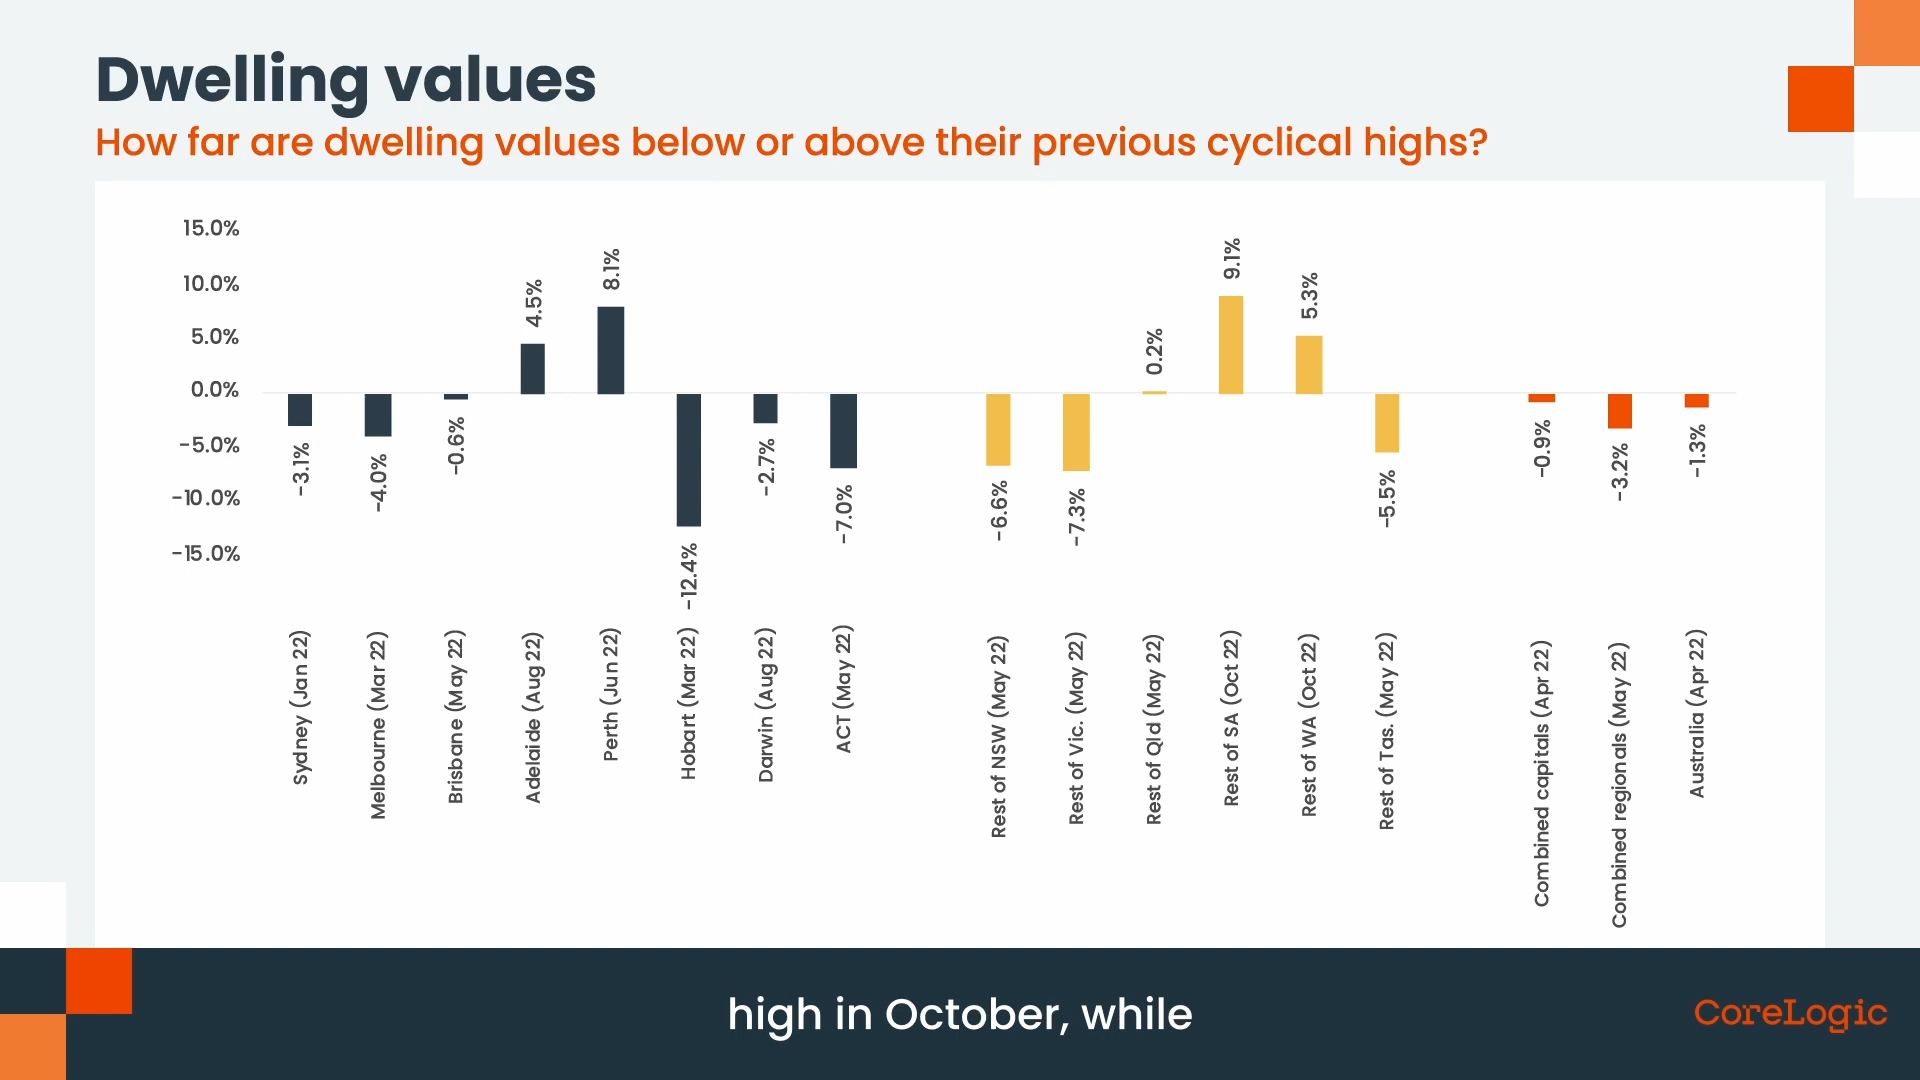 Dwelling values
How far are dwelling values below or above their previous cyclical highs?
15.0%
10.0%
5.0%
0.0%
-5.0%
-10.0%
-15.0%
-3.1%
-4.0%
-0.6%
4.5%
8.1%
-12.4%
-2.7%
-7.0%
-6.6%
-7.3%
0.2%
9.1%
5.3%
-5.5%
-0.9%
-3.2%
-1.3%
Sydney (Jan 22)
Melbourne (Mar 22)
Brisbane (May 22)
Adelaide (Aug 22)
Perth (Jun 22)
Hobart (Mar 22)
Darwin (Aug 22)
ACT (May 22)
Rest of NSW (May 22)
Rest of Vic. (May 22)
Rest of Qld (May 22)
Rest of SA (Oct 22)
Rest of WA (Oct 22)
Rest of Tas. (May 22)
Combined capitals (Apr 22)
Combined regionals (May 22)
Australia (Apr 22)
high in October, while
CoreLogic